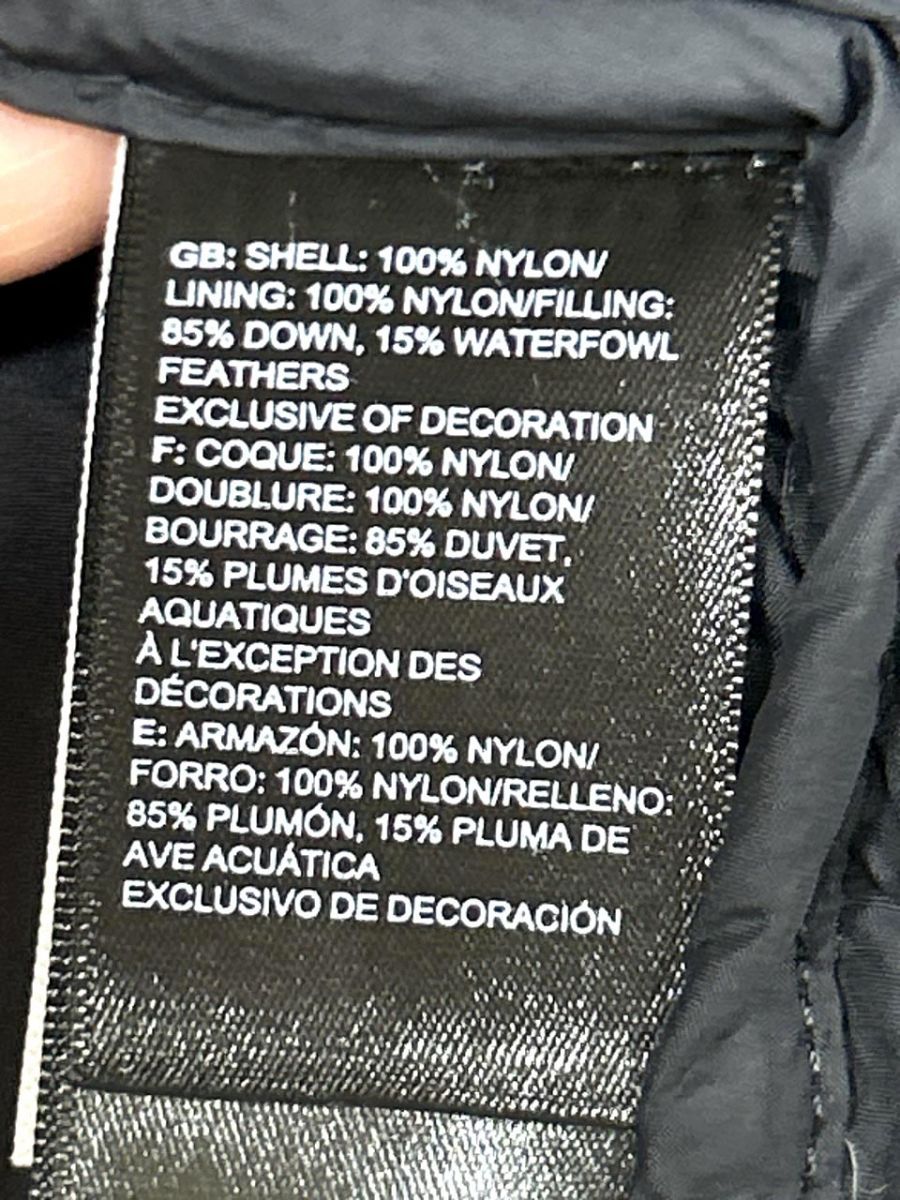 GB: SHELL: 100% NYLON/
LINING: 100% NYLON/FILLING:
85% DOWN, 15% WATERFOWL
FEATHERS
EXCLUSIVE OF DECORATION
F: COQUE: 100% NYLON/
DOUBLURE: 100% NYLON/
BOURRAGE: 85% DUVET,
15% PLUMES D'OISEAUX
AQUATIQUES
À L'EXCEPTION DES
DÉCORATIONS
E: ARMAZÓN: 100% NYLON/
FORRO: 100% NYLON/RELLENO:
85% PLUMÓN, 15% PLUMA DE
AVE ACUÁTICA
EXCLUSIVO DE DECORACIÓN